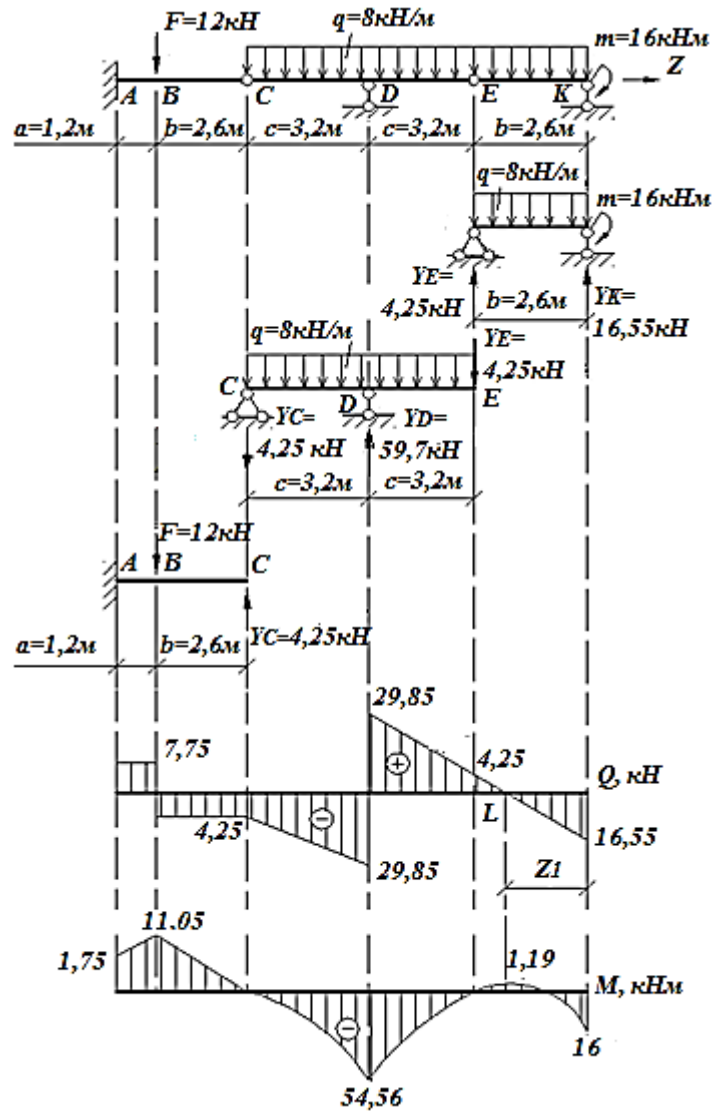 F=12кН
q=8кН/м
m=16кНм
Z
A B C D E K
a=1,2м b=2,6м c=3,2м c=3,2м b=2,6м
q=8кН/м
m=16кНм
YE=
4,25кН
b=2,6м
YK=
16,55кН
q=8кН/м
YE=
4,25кН
C D E
YC=
4,25 кН
YD=
59,7кН
c=3,2м c=3,2м
F=12кН
A B C
a=1,2м b=2,6м
YC=4,25кН
29,85
7,75
+
4,25
Q, кН
4,25
−
L
29,85
16,55
Z1
11.05
1,75
1,19
M, кНм
−
16
54,56